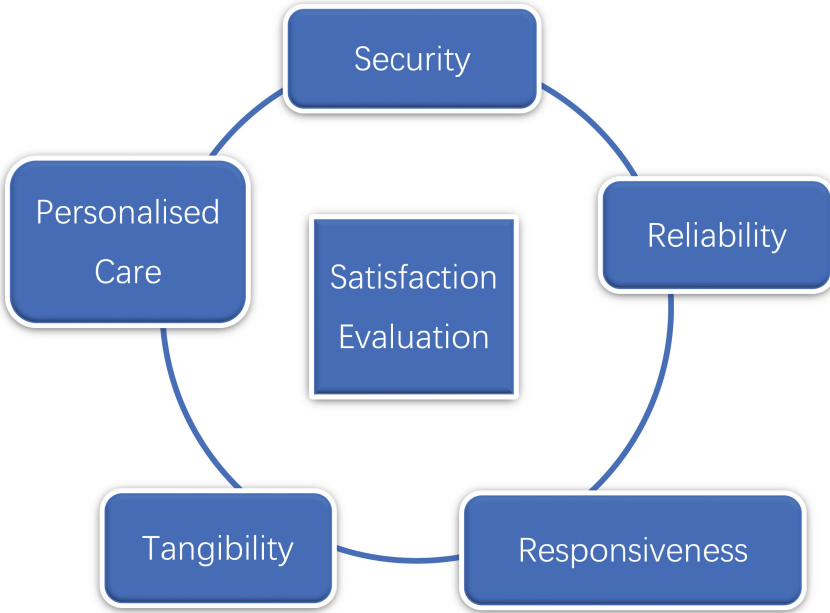 Security
Personalised
Care
Reliability
Satisfaction
Evaluation
Tangibility
Responsiveness